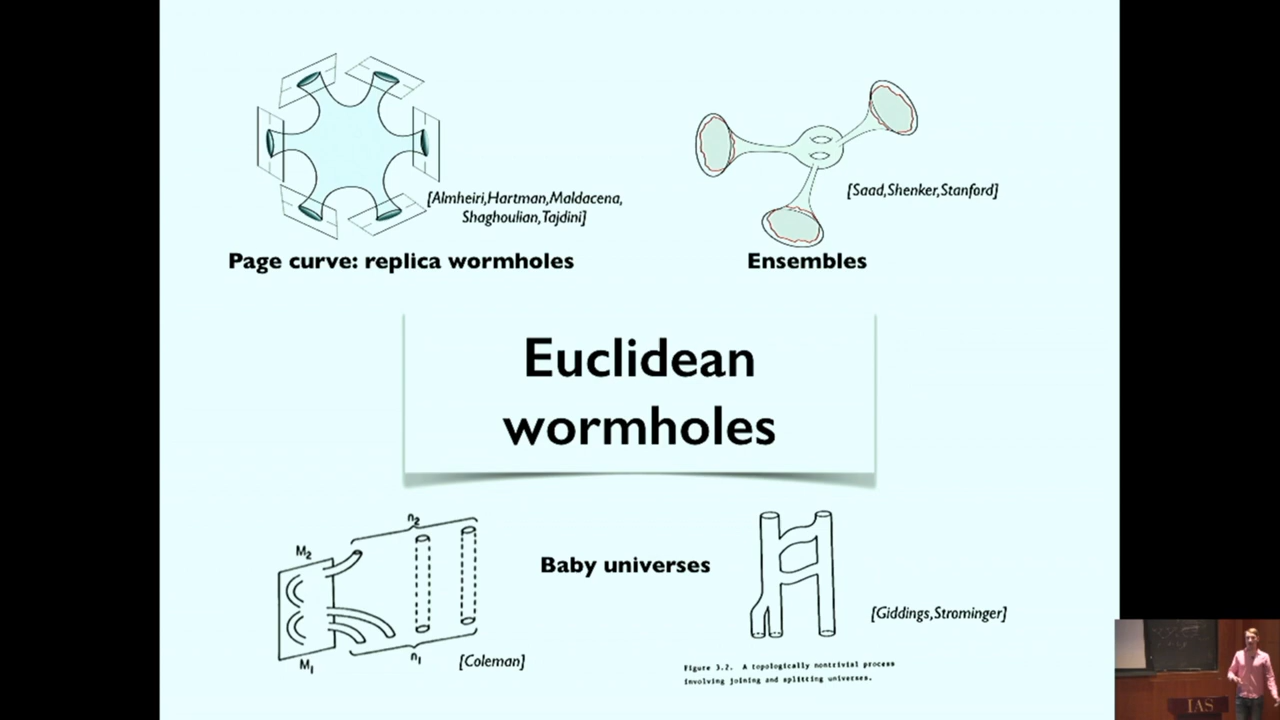 [Almheiri,Hartman,Maldacena,
Shaghoulian,Tajdini]
Page curve: replica wormholes
[Saad,Shenker,Stanford]
Ensembles
Euclidean
wormholes
M₂
n₂
M₁
n₁
[Coleman]
Baby universes
[Giddings,Strominger]
Figure 3.2. A topologically nontrivial process
involving joining and splitting universes.
IAS